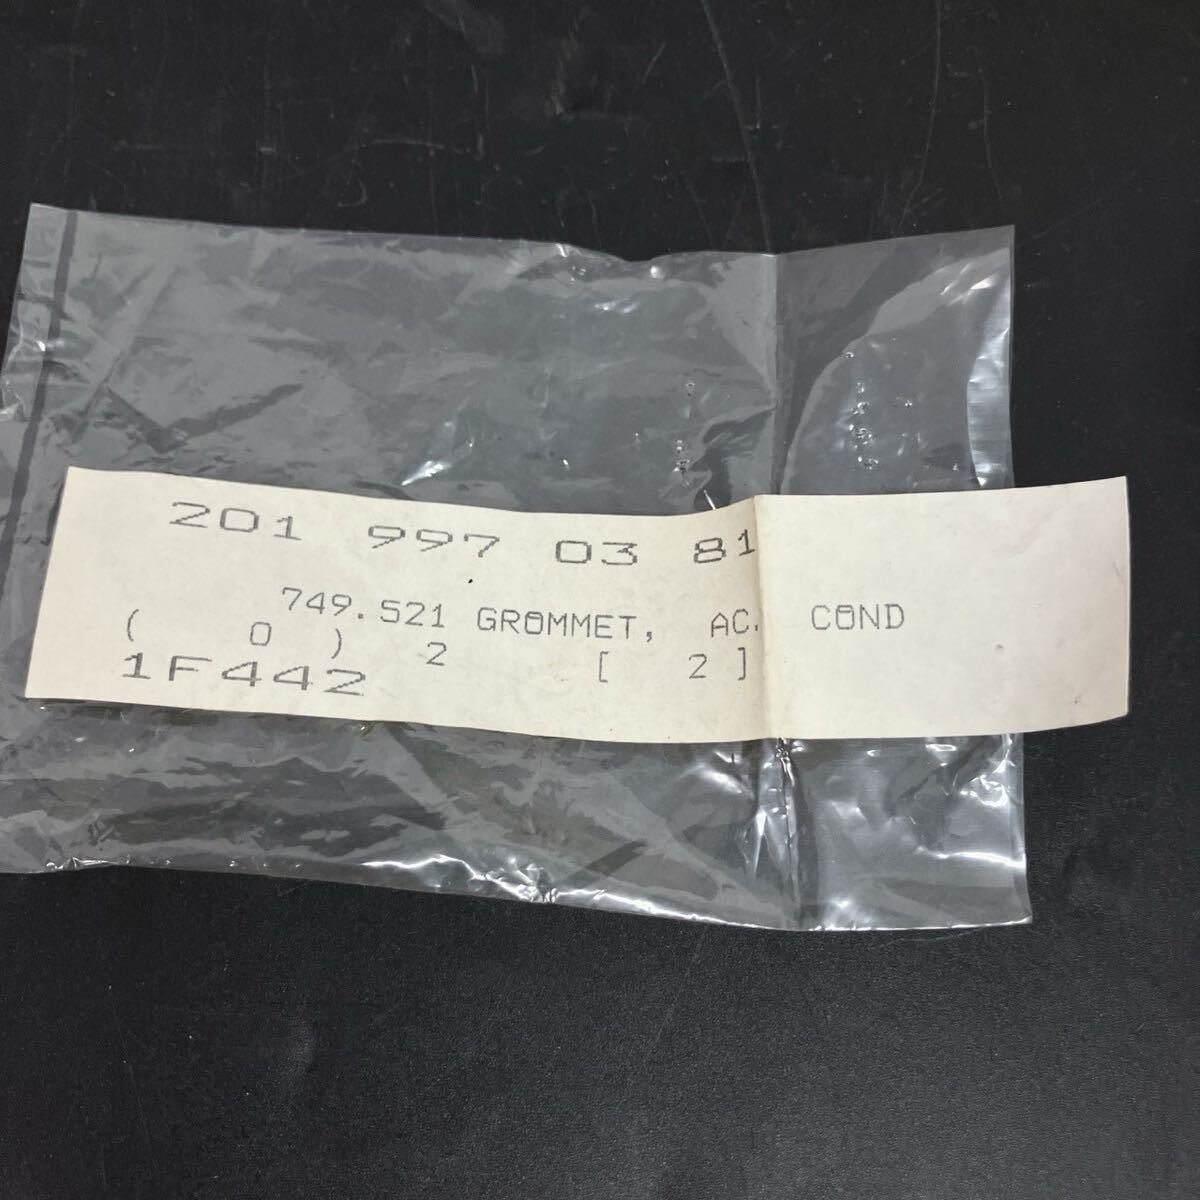 201 997 03 81
749.521 GROMMET, AC. COND
( 0 ) 2 [ 2 ]
1F442